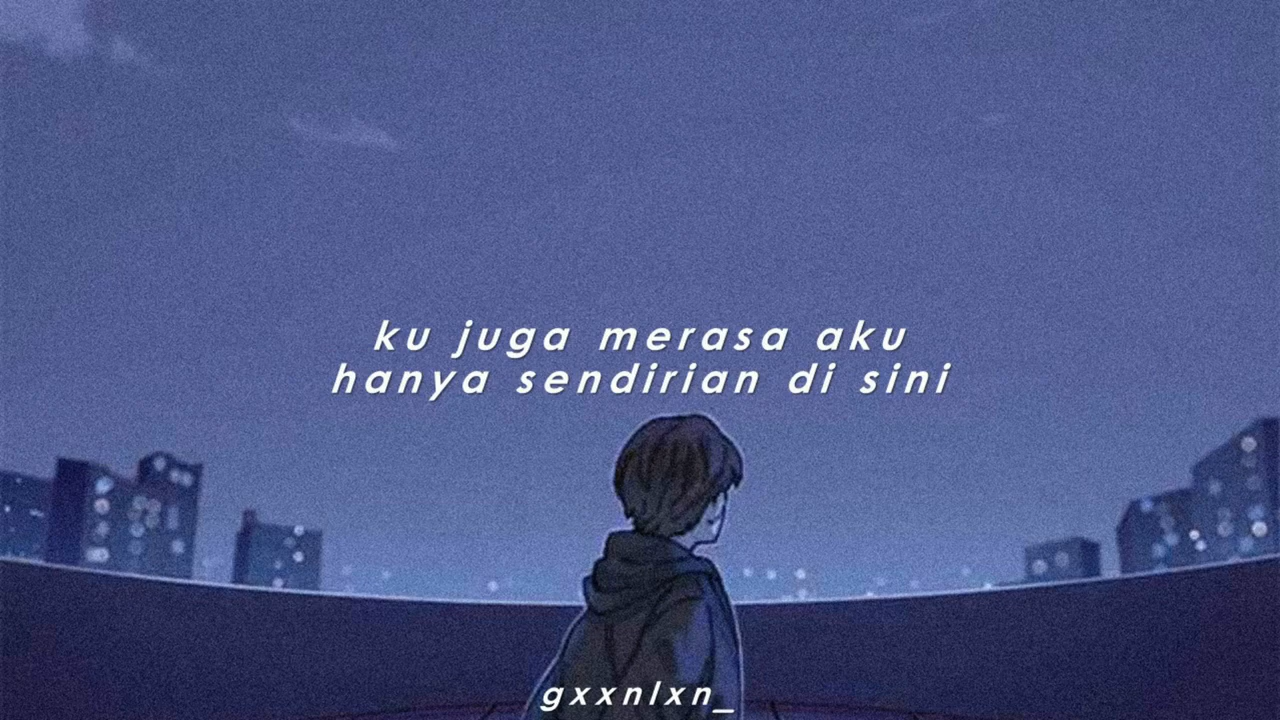 ku juga merasa aku
hanya sendirian di sini
gxxnlxn_